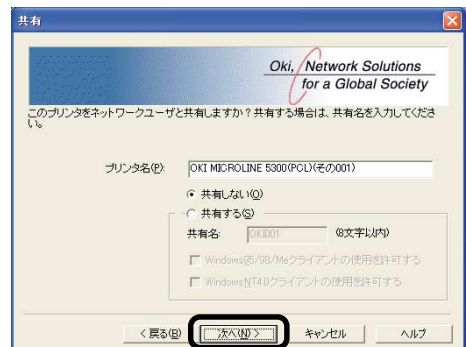 共有
Oki, Network Solutions
for a Global Society
このプリンタをネットワークユーザと共有しますか？共有する場合は、共有名を入力してくださ
い。
プリンタ名(P): OKI MICROLINE 5300(PCL)(その001)
共有しない(O)
共有する(S)
共有名: OKI001 (8文字以内)
Windows95/98/Meクライアントの使用を許可する
WindowsNT4.0クライアントの使用を許可する
< 戻る(B) 次へ(N) > キャンセル ヘルプ